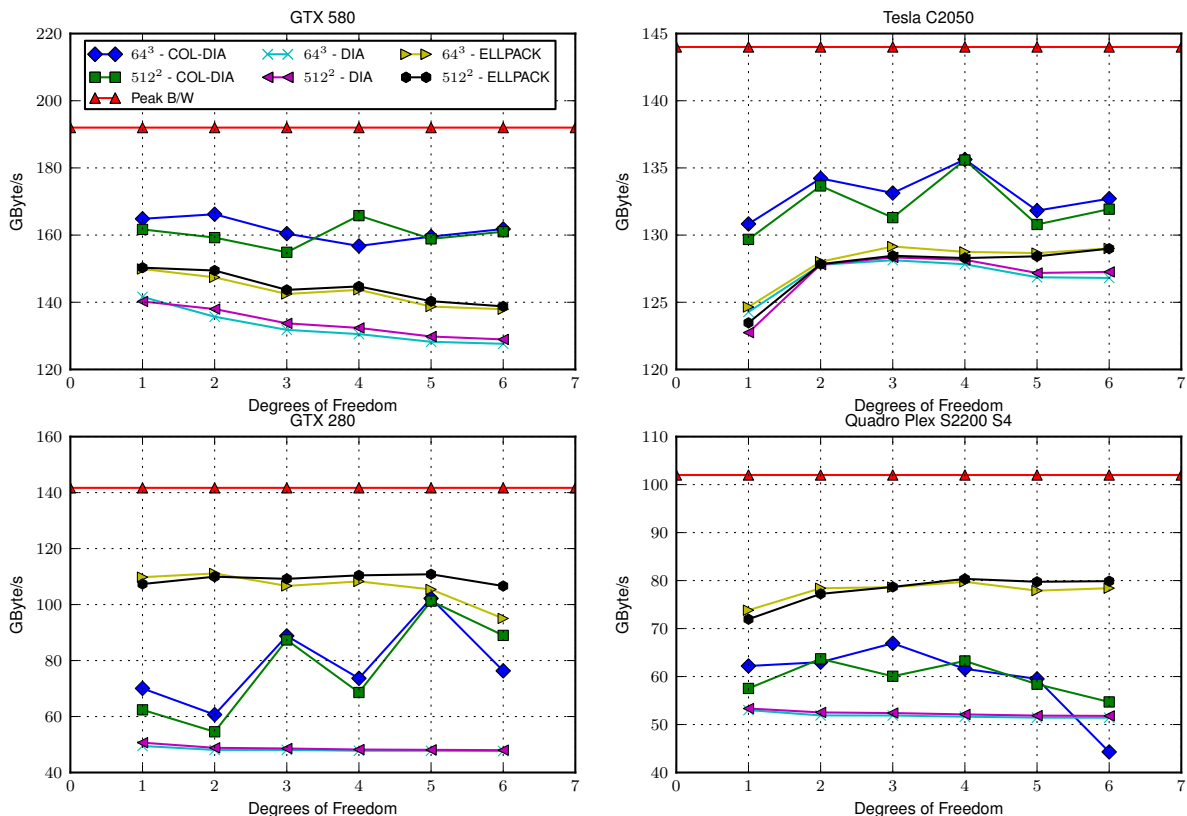 GTX 580
220
200
180
160
140
120
GByte/s
64³ - COL-DIA
64³ - DIA
64³ - ELLPACK
512² - COL-DIA
512² - DIA
512² - ELLPACK
Peak B/W
0 1 2 3 4 5 6 7
Degrees of Freedom
Tesla C2050
145
140
135
130
125
120
GByte/s
0 1 2 3 4 5 6 7
Degrees of Freedom
GTX 280
160
140
120
100
80
60
40
GByte/s
0 1 2 3 4 5 6 7
Degrees of Freedom
Quadro Plex S2200 S4
110
100
90
80
70
60
50
40
GByte/s
0 1 2 3 4 5 6 7
Degrees of Freedom